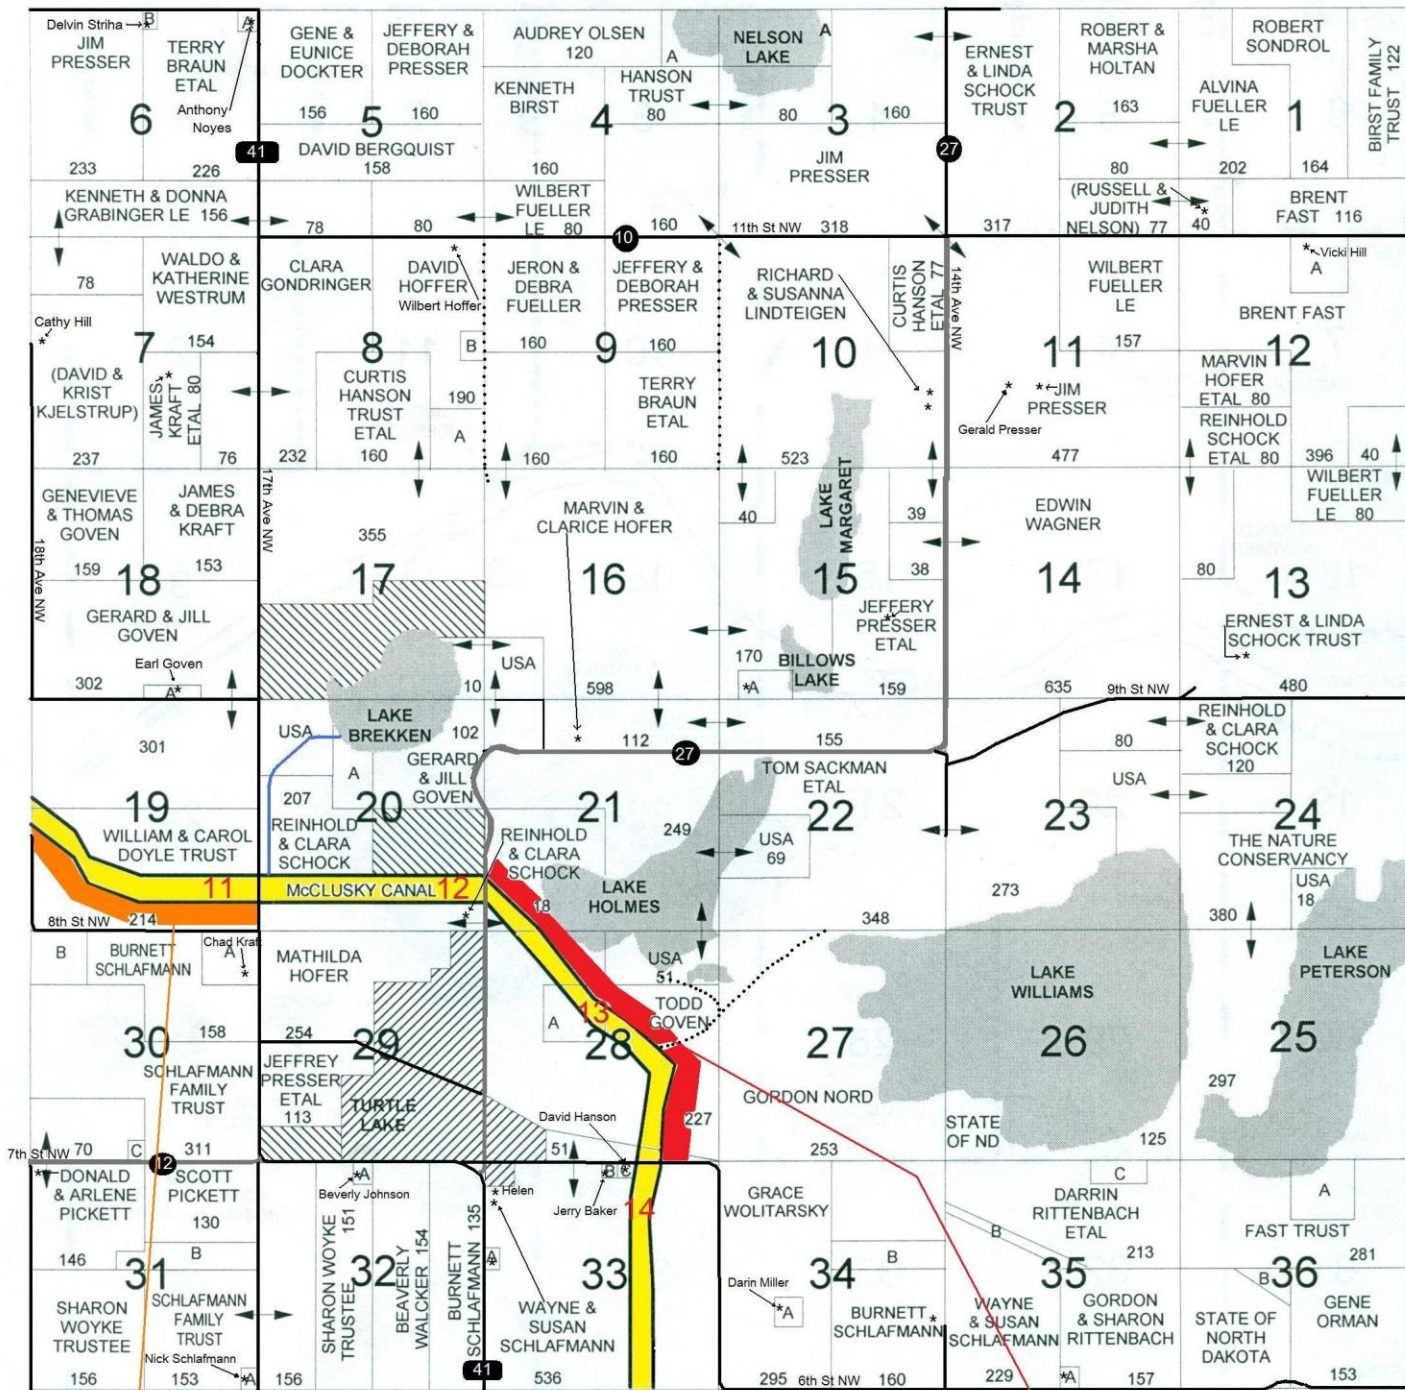 Delvin Striha
B
A
JIM
PRESSER
TERRY
BRAUN
ETAL
Anthony
Noyes
6
233
226
41
GENE &
EUNICE
DOCKTER
156
JEFFERY &
DEBORAH
PRESSER
160
5
DAVID BERGQUIST
158
AUDREY OLSEN
120
A
KENNETH
BIRST
HANSON
TRUST
80
4
160
NELSON
LAKE
A
80
3
160
JIM
PRESSER
27
ERNEST
& LINDA
SCHOCK
TRUST
ROBERT &
MARSHA
HOLTAN
163
2
80
ROBERT
SONDROL
ALVINA
FUELLER
LE
1
202
164
BIRST FAMILY
TRUST 122
KENNETH & DONNA
GRABINGER LE 156
78
80
WILBERT
FUELLER
LE 80
160
10
11th St NW
318
317
(RUSSELL &
JUDITH
NELSON) 77
40
BRENT
FAST 116
78
WALDO &
KATHERINE
WESTRUM
Cathy Hill
7
154
(DAVID &
KRIST
KJELSTRUP)
JAMES
KRAFT
ETAL 80
237
76
CLARA
GONDRINGER
DAVID
HOFFER
Wilbert Hoffer
8
B
CURTIS
HANSON
TRUST
ETAL
190
A
232
160
JERON &
DEBRA
FUELLER
JEFFERY &
DEBORAH
PRESSER
160
9
160
TERRY
BRAUN
ETAL
160
160
RICHARD
& SUSANNA
LINDTEIGEN
CURTIS
HANSON
ETAL 77
14th Ave NW
10
523
WILBERT
FUELLER
LE
11
157
JIM
PRESSER
Gerald Presser
477
Vicki Hill
A
BRENT FAST
12
MARVIN
HOFER
ETAL 80
REINHOLD
SCHOCK
ETAL 80
396
40
GENEVIEVE
& THOMAS
GOVEN
JAMES
& DEBRA
KRAFT
17th Ave NW
18th Ave NW
159
18
153
GERARD & JILL
GOVEN
Earl Goven
302
A
355
17
10
USA
MARVIN &
CLARICE HOFER
16
598
40
LAKE
MARGARET
39
15
38
JEFFERY
PRESSER
ETAL
170
BILLOWS
LAKE
A
159
EDWIN
WAGNER
14
635
9th St NW
WILBERT
FUELLER
LE 80
80
13
ERNEST & LINDA
SCHOCK TRUST
480
301
19
WILLIAM & CAROL
DOYLE TRUST
11
8th St NW
214
USA
LAKE
BREKKEN
102
A
GERARD
& JILL
GOVEN
207
20
REINHOLD
& CLARA
SCHOCK
McCLUSKY CANAL
12
112
27
21
REINHOLD
& CLARA
SCHOCK
18
LAKE
HOLMES
155
TOM SACKMAN
ETAL
249
22
USA
69
348
80
USA
23
273
REINHOLD
& CLARA
SCHOCK
120
24
THE NATURE
CONSERVANCY
USA
18
380
B
BURNETT
SCHLAFMANN
A
Chad Kraft
158
30
SCHLAFMANN
FAMILY
TRUST
70
C
311
7th St NW
12
MATHILDA
HOFER
254
29
JEFFREY
PRESSER
ETAL
113
TURTLE
LAKE
USA
51
TODD
GOVEN
13
A
28
David Hanson
227
51
27
GORDON NORD
253
LAKE
WILLIAMS
26
STATE
OF ND
125
LAKE
PETERSON
25
297
DONALD
& ARLENE
PICKETT
SCOTT
PICKETT
130
B
146
31
SHARON
WOYKE
TRUSTEE
SCHLAFMANN
FAMILY
TRUST
Nick Schlafmann
156
153
A
A
Beverly Johnson
SHARON WOYKE
TRUSTEE 151
32
BEAVERLY
WALCKER 154
BURNETT
SCHLAFMANN 135
A
156
41
Helen
Jerry Baker
B
C
14
33
WAYNE &
SUSAN
SCHLAFMANN
536
GRACE
WOLITARSKY
B
34
Darin Miller
A
BURNETT
SCHLAFMANN
295
6th St NW
160
C
DARRIN
RITTENBACH
ETAL
B
213
35
WAYNE
& SUSAN
SCHLAFMANN
GORDON
& SHARON
RITTENBACH
229
A
157
A
FAST TRUST
281
B
36
STATE OF
NORTH
DAKOTA
GENE
ORMAN
153